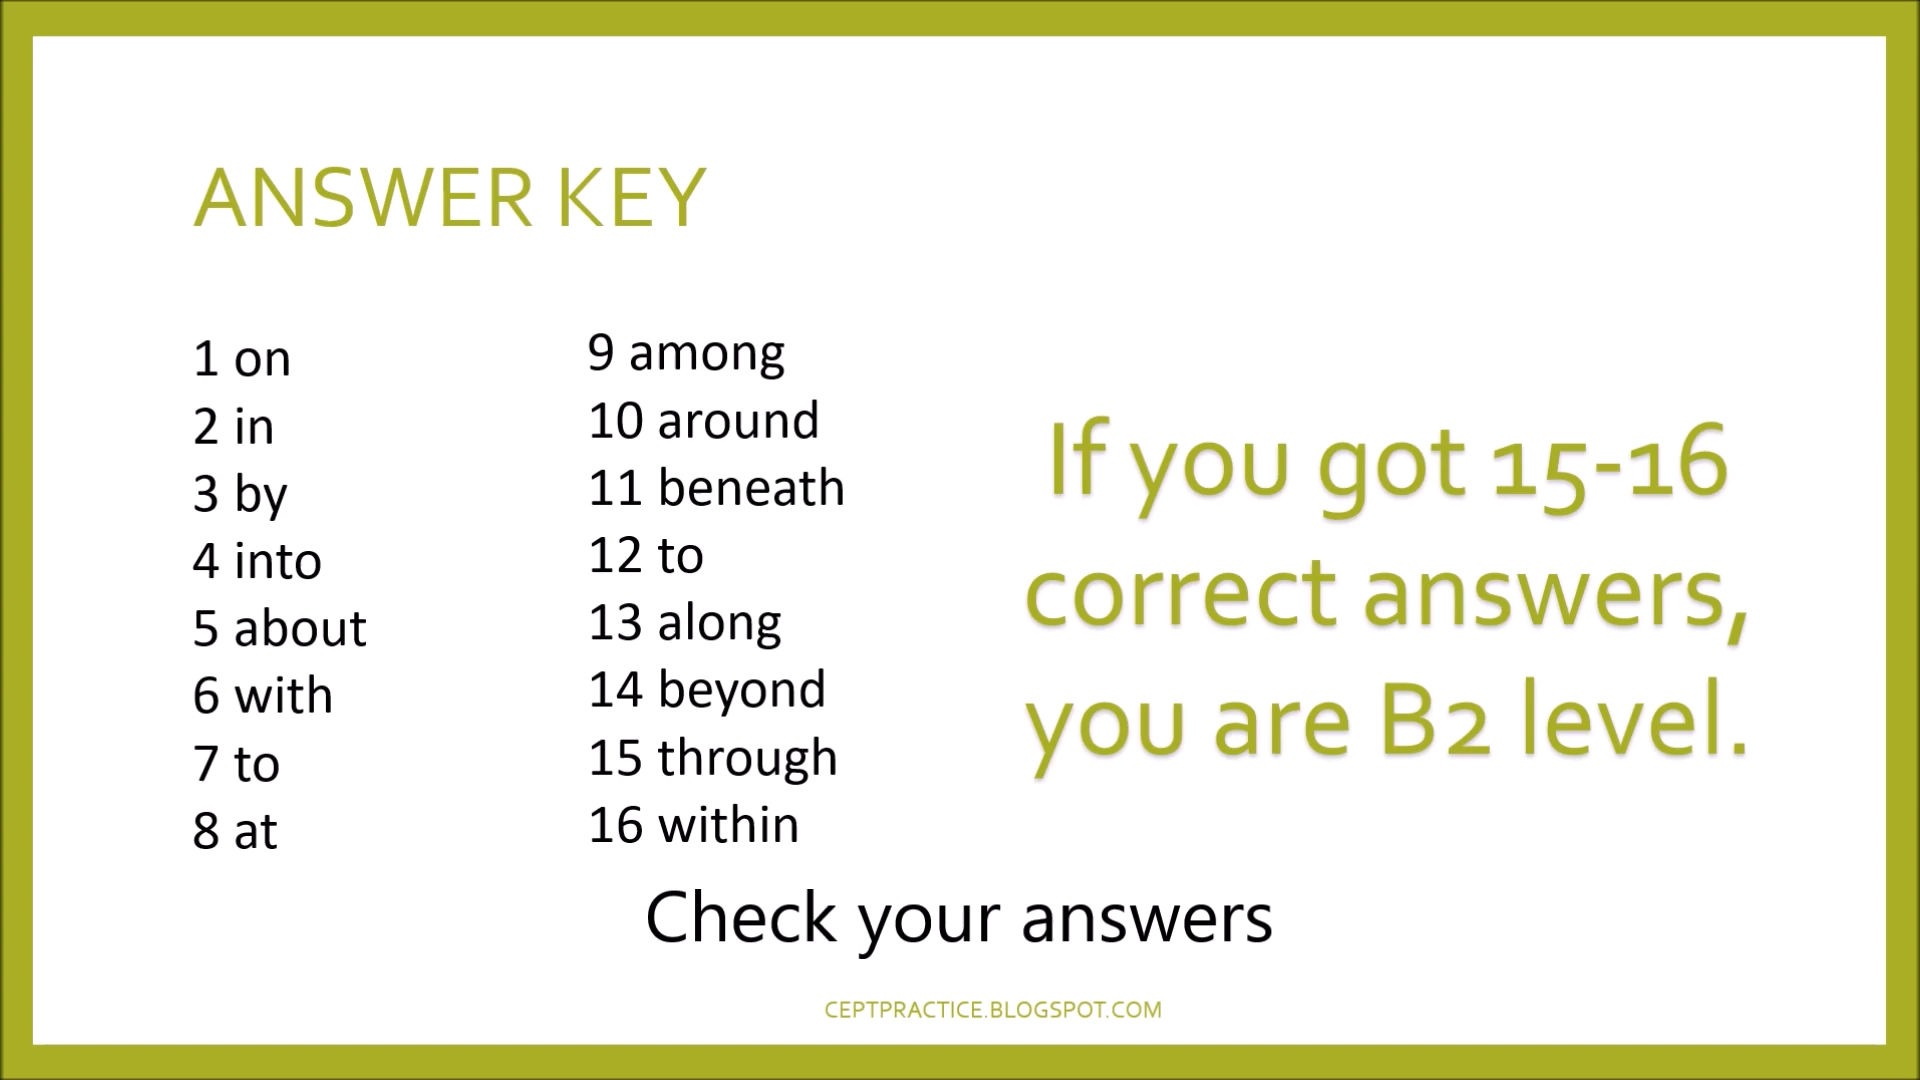 ANSWER KEY
1 on
2 in
3 by
4 into
5 about
6 with
7 to
8 at
9 among
10 around
11 beneath
12 to
13 along
14 beyond
15 through
16 within
If you got 15-16
correct answers,
you are B2 level.
Check your answers
CEPTPRACTICE.BLOGSPOT.COM